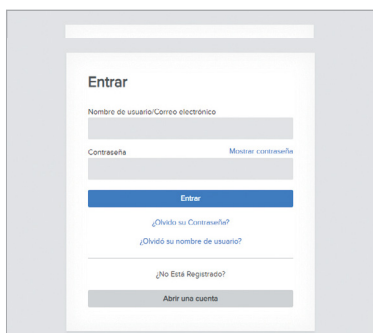 Entrar
Nombre de usuario/Correo electrónico
Contraseña Mostrar contraseña
Entrar
¿Olvido su Contraseña?
¿Olvidó su nombre de usuario?
¿No Está Registrado?
Abrir una cuenta